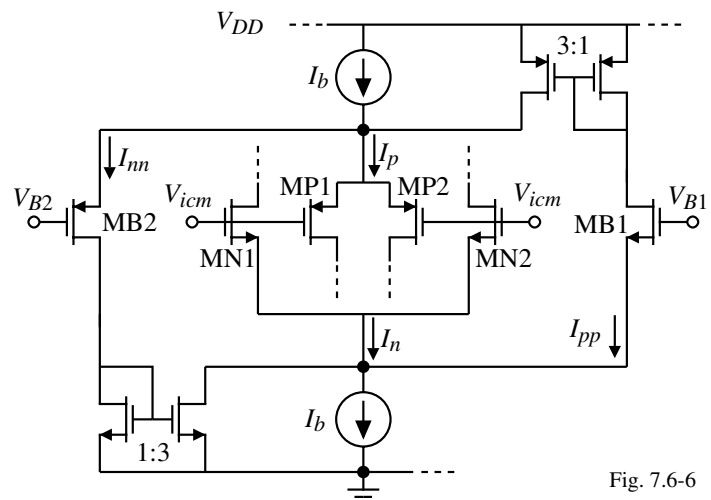 V_DD
3:1
I_b
I_nn
I_p
V_B2
V_icm
MP1
MP2
V_icm
V_B1
MB2
MB1
MN1
MN2
I_n
I_pp
I_b
1:3
Fig. 7.6-6